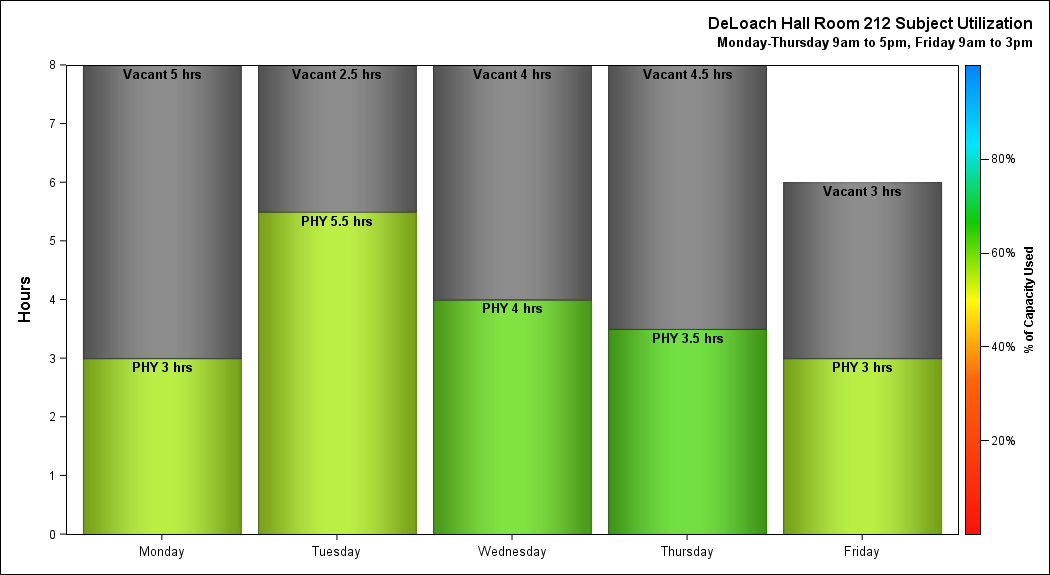 DeLoach Hall Room 212 Subject Utilization
Monday-Thursday 9am to 5pm, Friday 9am to 3pm
Hours
8
7
6
5
4
3
2
1
0
Vacant 5 hrs
PHY 3 hrs
Vacant 2.5 hrs
PHY 5.5 hrs
Vacant 4 hrs
PHY 4 hrs
Vacant 4.5 hrs
PHY 3.5 hrs
Vacant 3 hrs
PHY 3 hrs
Monday
Tuesday
Wednesday
Thursday
Friday
80%
60%
40%
20%
% of Capacity Used